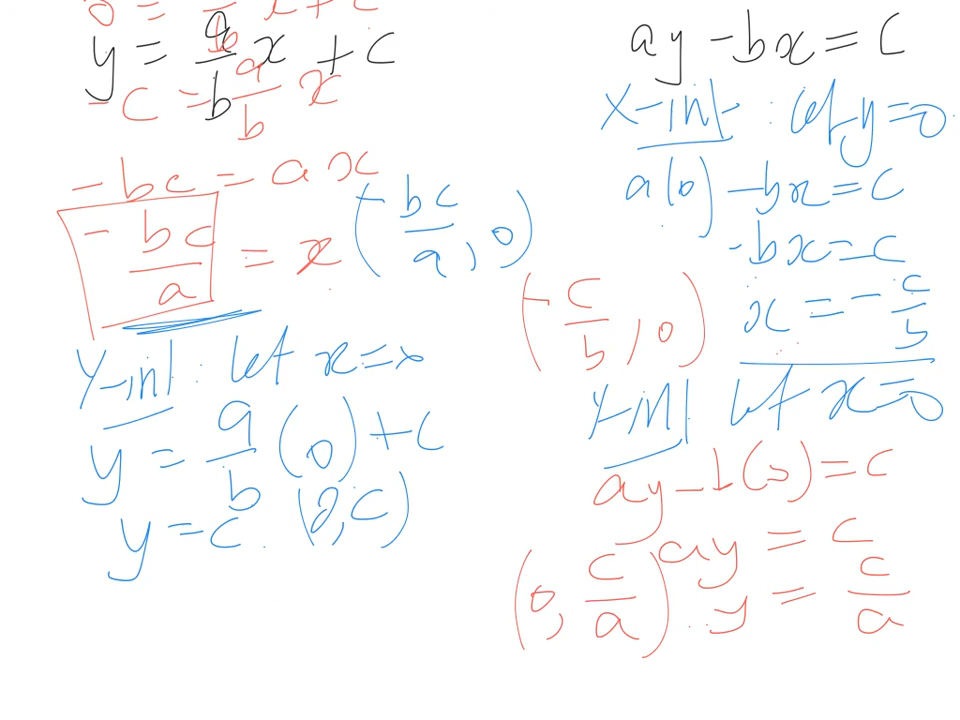 0 = a/b x + c
y = a/b x + c
-c = a/b x
-bc = ax
-bc/a = x (-bc/a, 0)
Y-int: let x=0
y = a/b (0) + c
y = c (0, c)
ay - bx = c
X-int: let y=0
a(0) - bx = c
-bx = c
x = -c/b
(-c/b, 0)
Y-int let x=0
ay - b(0) = c
ay = c
y = c/a
(0, c/a)